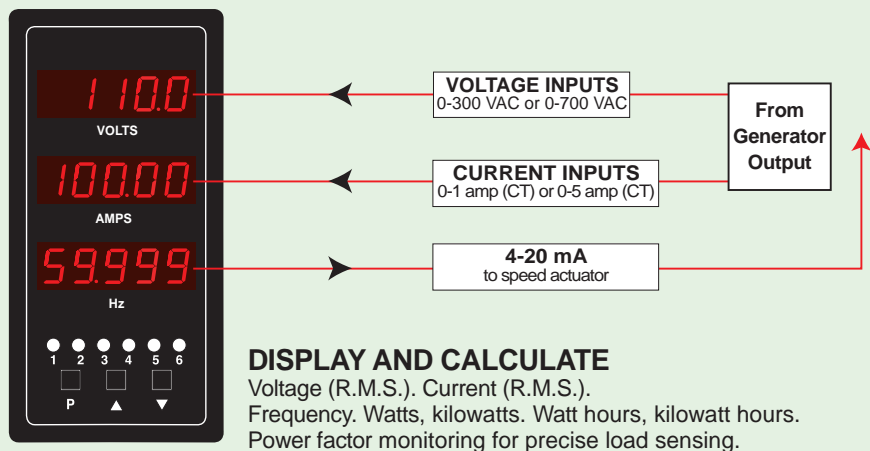 110.0
VOLTS
100.00
AMPS
59.999
Hz
1 2 3 4 5 6
P
VOLTAGE INPUTS
0-300 VAC or 0-700 VAC
CURRENT INPUTS
0-1 amp (CT) or 0-5 amp (CT)
4-20 mA
to speed actuator
From
Generator
Output
DISPLAY AND CALCULATE
Voltage (R.M.S.). Current (R.M.S.).
Frequency. Watts, kilowatts. Watt hours, kilowatt hours.
Power factor monitoring for precise load sensing.